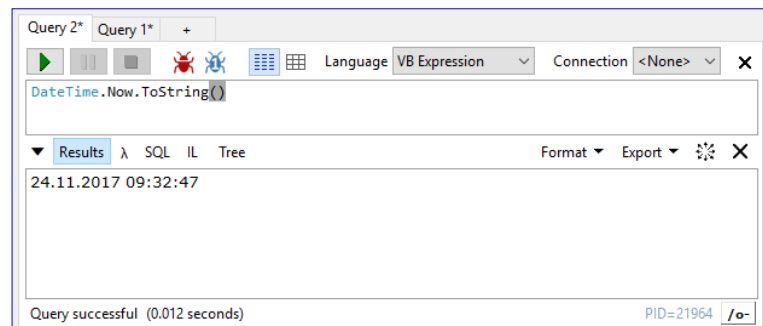 Query 2* Query 1* +
Language VB Expression Connection <None>
DateTime.Now.ToString()
Results λ SQL IL Tree Format Export
24.11.2017 09:32:47
Query successful (0.012 seconds) PID=21964 /o-